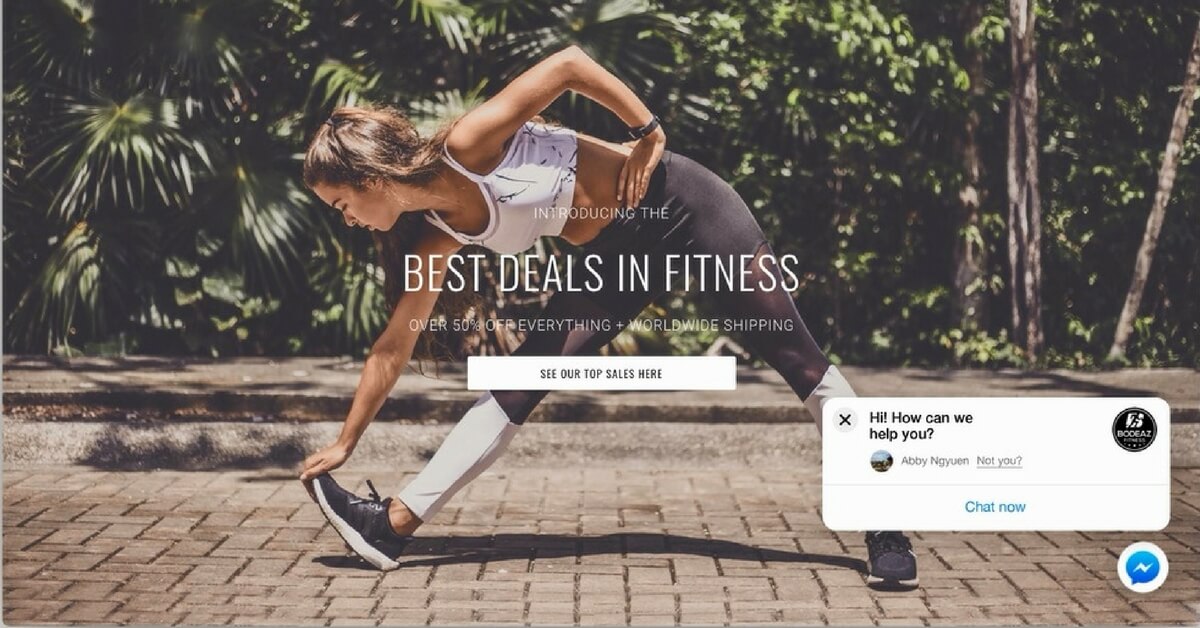 INTRODUCING THE
BEST DEALS IN FITNESS
OVER 50% OFF EVERYTHING + WORLDWIDE SHIPPING
SEE OUR TOP SALES HERE
Hi! How can we
help you?
BODEAZ
FITNESS
Abby Ngyuen Not you?
Chat now